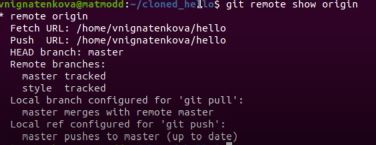 vnignatenkova@matmodd:~/cloned_hello$ git remote show origin
* remote origin
  Fetch URL: /home/vnignatenkova/hello
  Push  URL: /home/vnignatenkova/hello
  HEAD branch: master
  Remote branches:
    master tracked
    style  tracked
  Local branch configured for 'git pull':
    master merges with remote master
  Local ref configured for 'git push':
    master pushes to master (up to date)